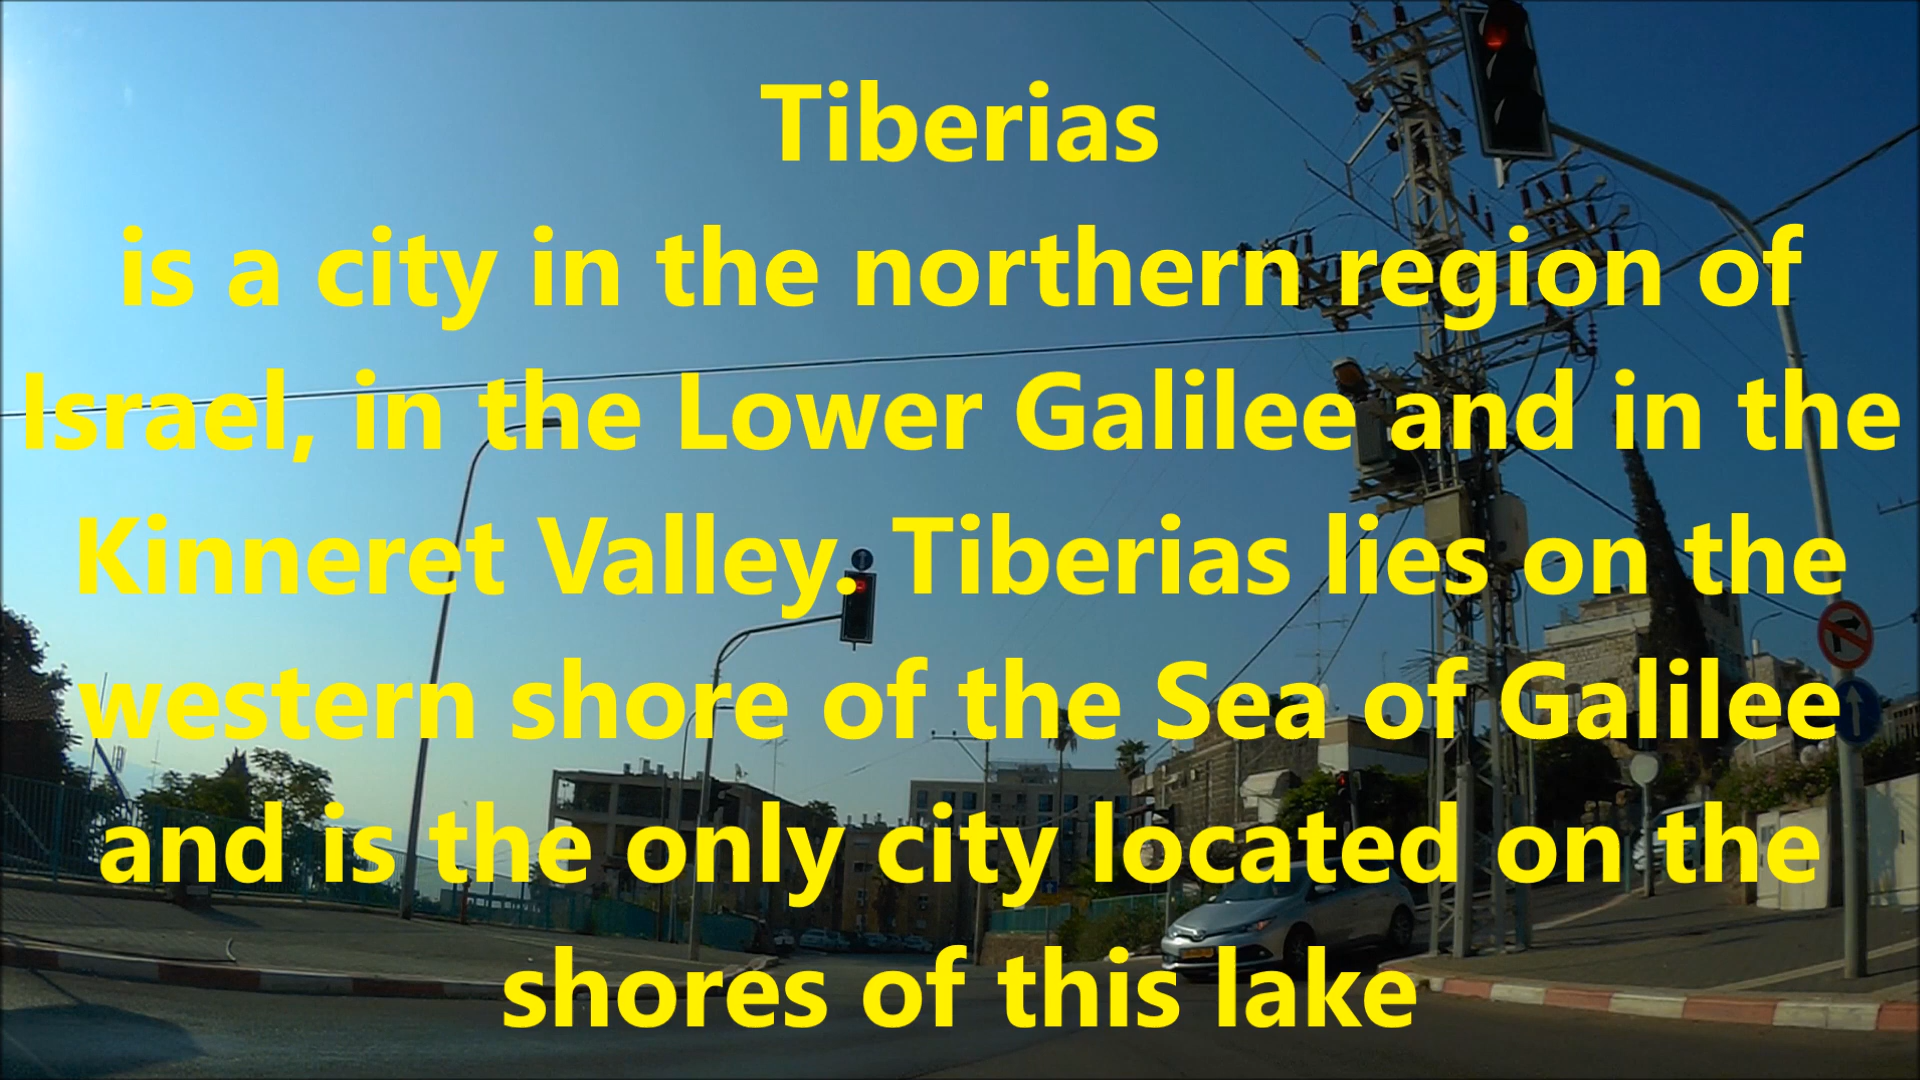 Tiberias
is a city in the northern region of
Israel, in the Lower Galilee and in the
Kinneret Valley. Tiberias lies on the
western shore of the Sea of Galilee
and is the only city located on the
shores of this lake